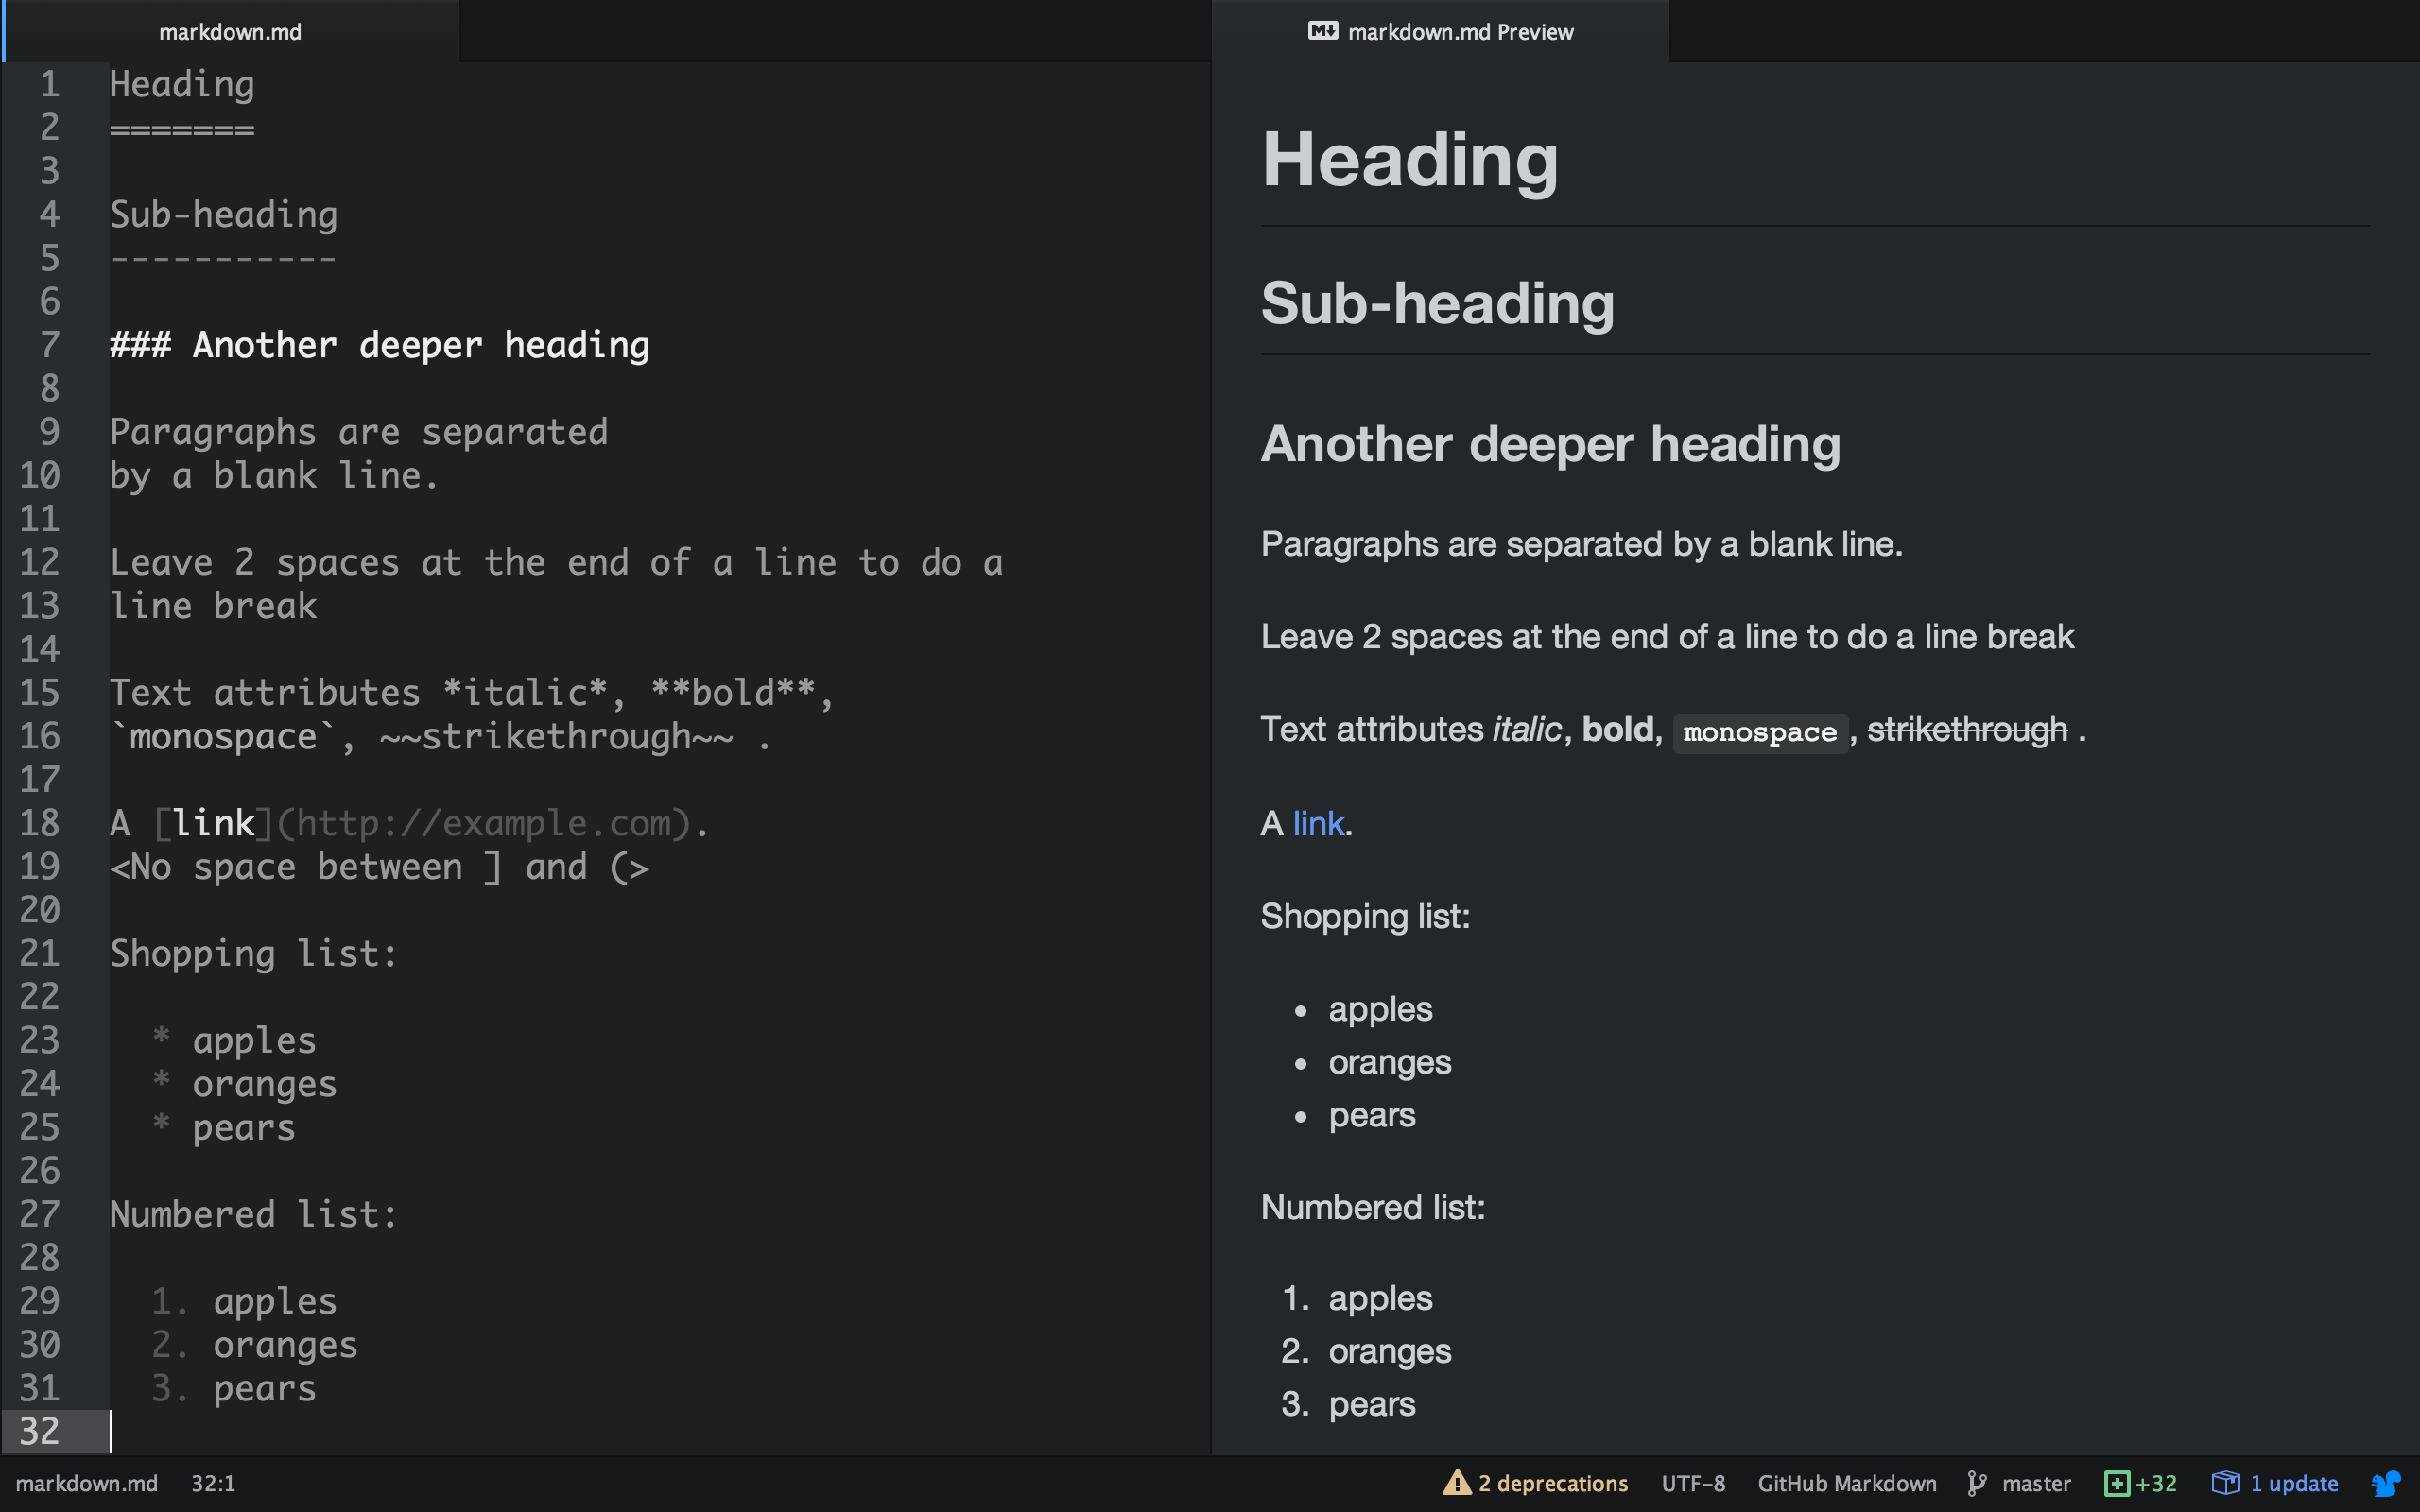 markdown.md
1 Heading
2 =======
3
4 Sub-heading
5 -----------
6
7 ### Another deeper heading
8
9 Paragraphs are separated
10 by a blank line.
11
12 Leave 2 spaces at the end of a line to do a
13 line break
14
15 Text attributes *italic*, **bold**,
16 `monospace`, ~~strikethrough~~ .
17
18 A [link](http://example.com).
19 <No space between ] and (>
20
21 Shopping list:
22
23   * apples
24   * oranges
25   * pears
26
27 Numbered list:
28
29   1. apples
30   2. oranges
31   3. pears
32
M↓ markdown.md Preview
Heading
Sub-heading
Another deeper heading
Paragraphs are separated by a blank line.
Leave 2 spaces at the end of a line to do a line break
Text attributes italic, bold, monospace, strikethrough .
A link.
Shopping list:
• apples
• oranges
• pears
Numbered list:
1. apples
2. oranges
3. pears
markdown.md 32:1 2 deprecations UTF-8 GitHub Markdown master +32 1 update